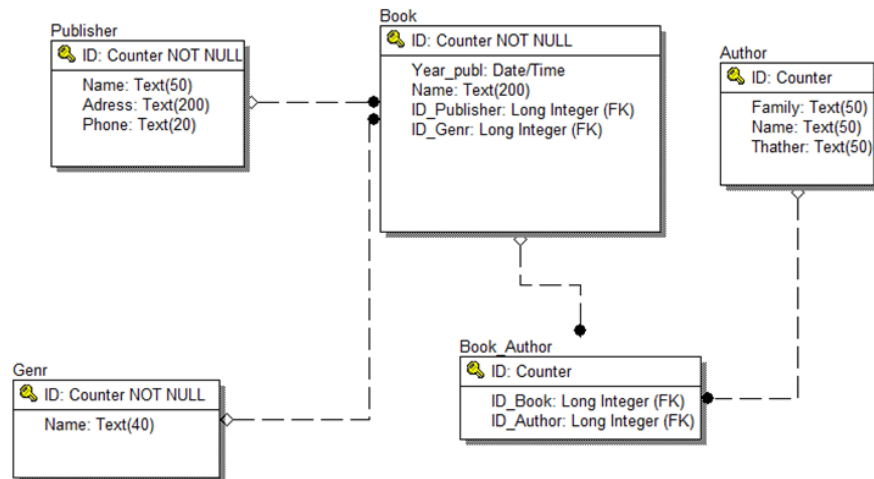 Publisher
ID: Counter NOT NULL
Name: Text(50)
Adress: Text(200)
Phone: Text(20)
Book
ID: Counter NOT NULL
Year_publ: Date/Time
Name: Text(200)
ID_Publisher: Long Integer (FK)
ID_Genr: Long Integer (FK)
Author
ID: Counter
Family: Text(50)
Name: Text(50)
Thather: Text(50)
Genr
ID: Counter NOT NULL
Name: Text(40)
Book_Author
ID: Counter
ID_Book: Long Integer (FK)
ID_Author: Long Integer (FK)